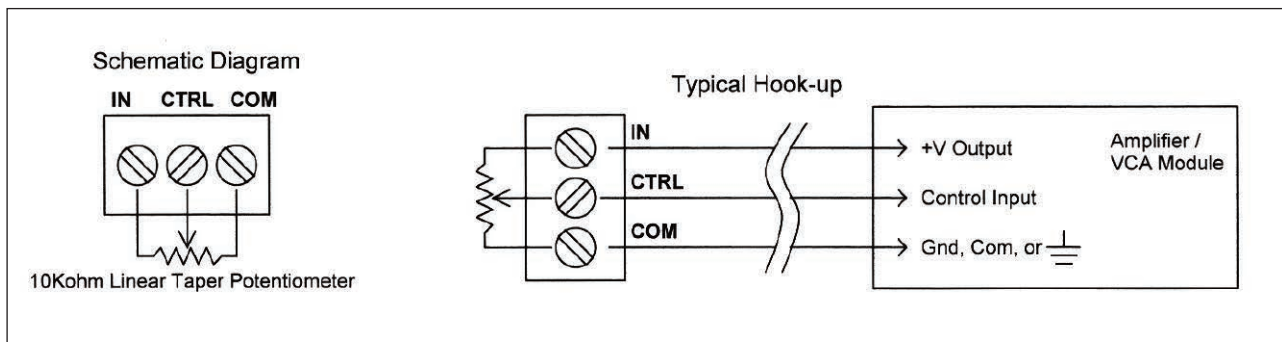 Schematic Diagram
IN CTRL COM
10Kohm Linear Taper Potentiometer
Typical Hook-up
IN
CTRL
COM
+V Output
Control Input
Gnd, Com, or
Amplifier /
VCA Module